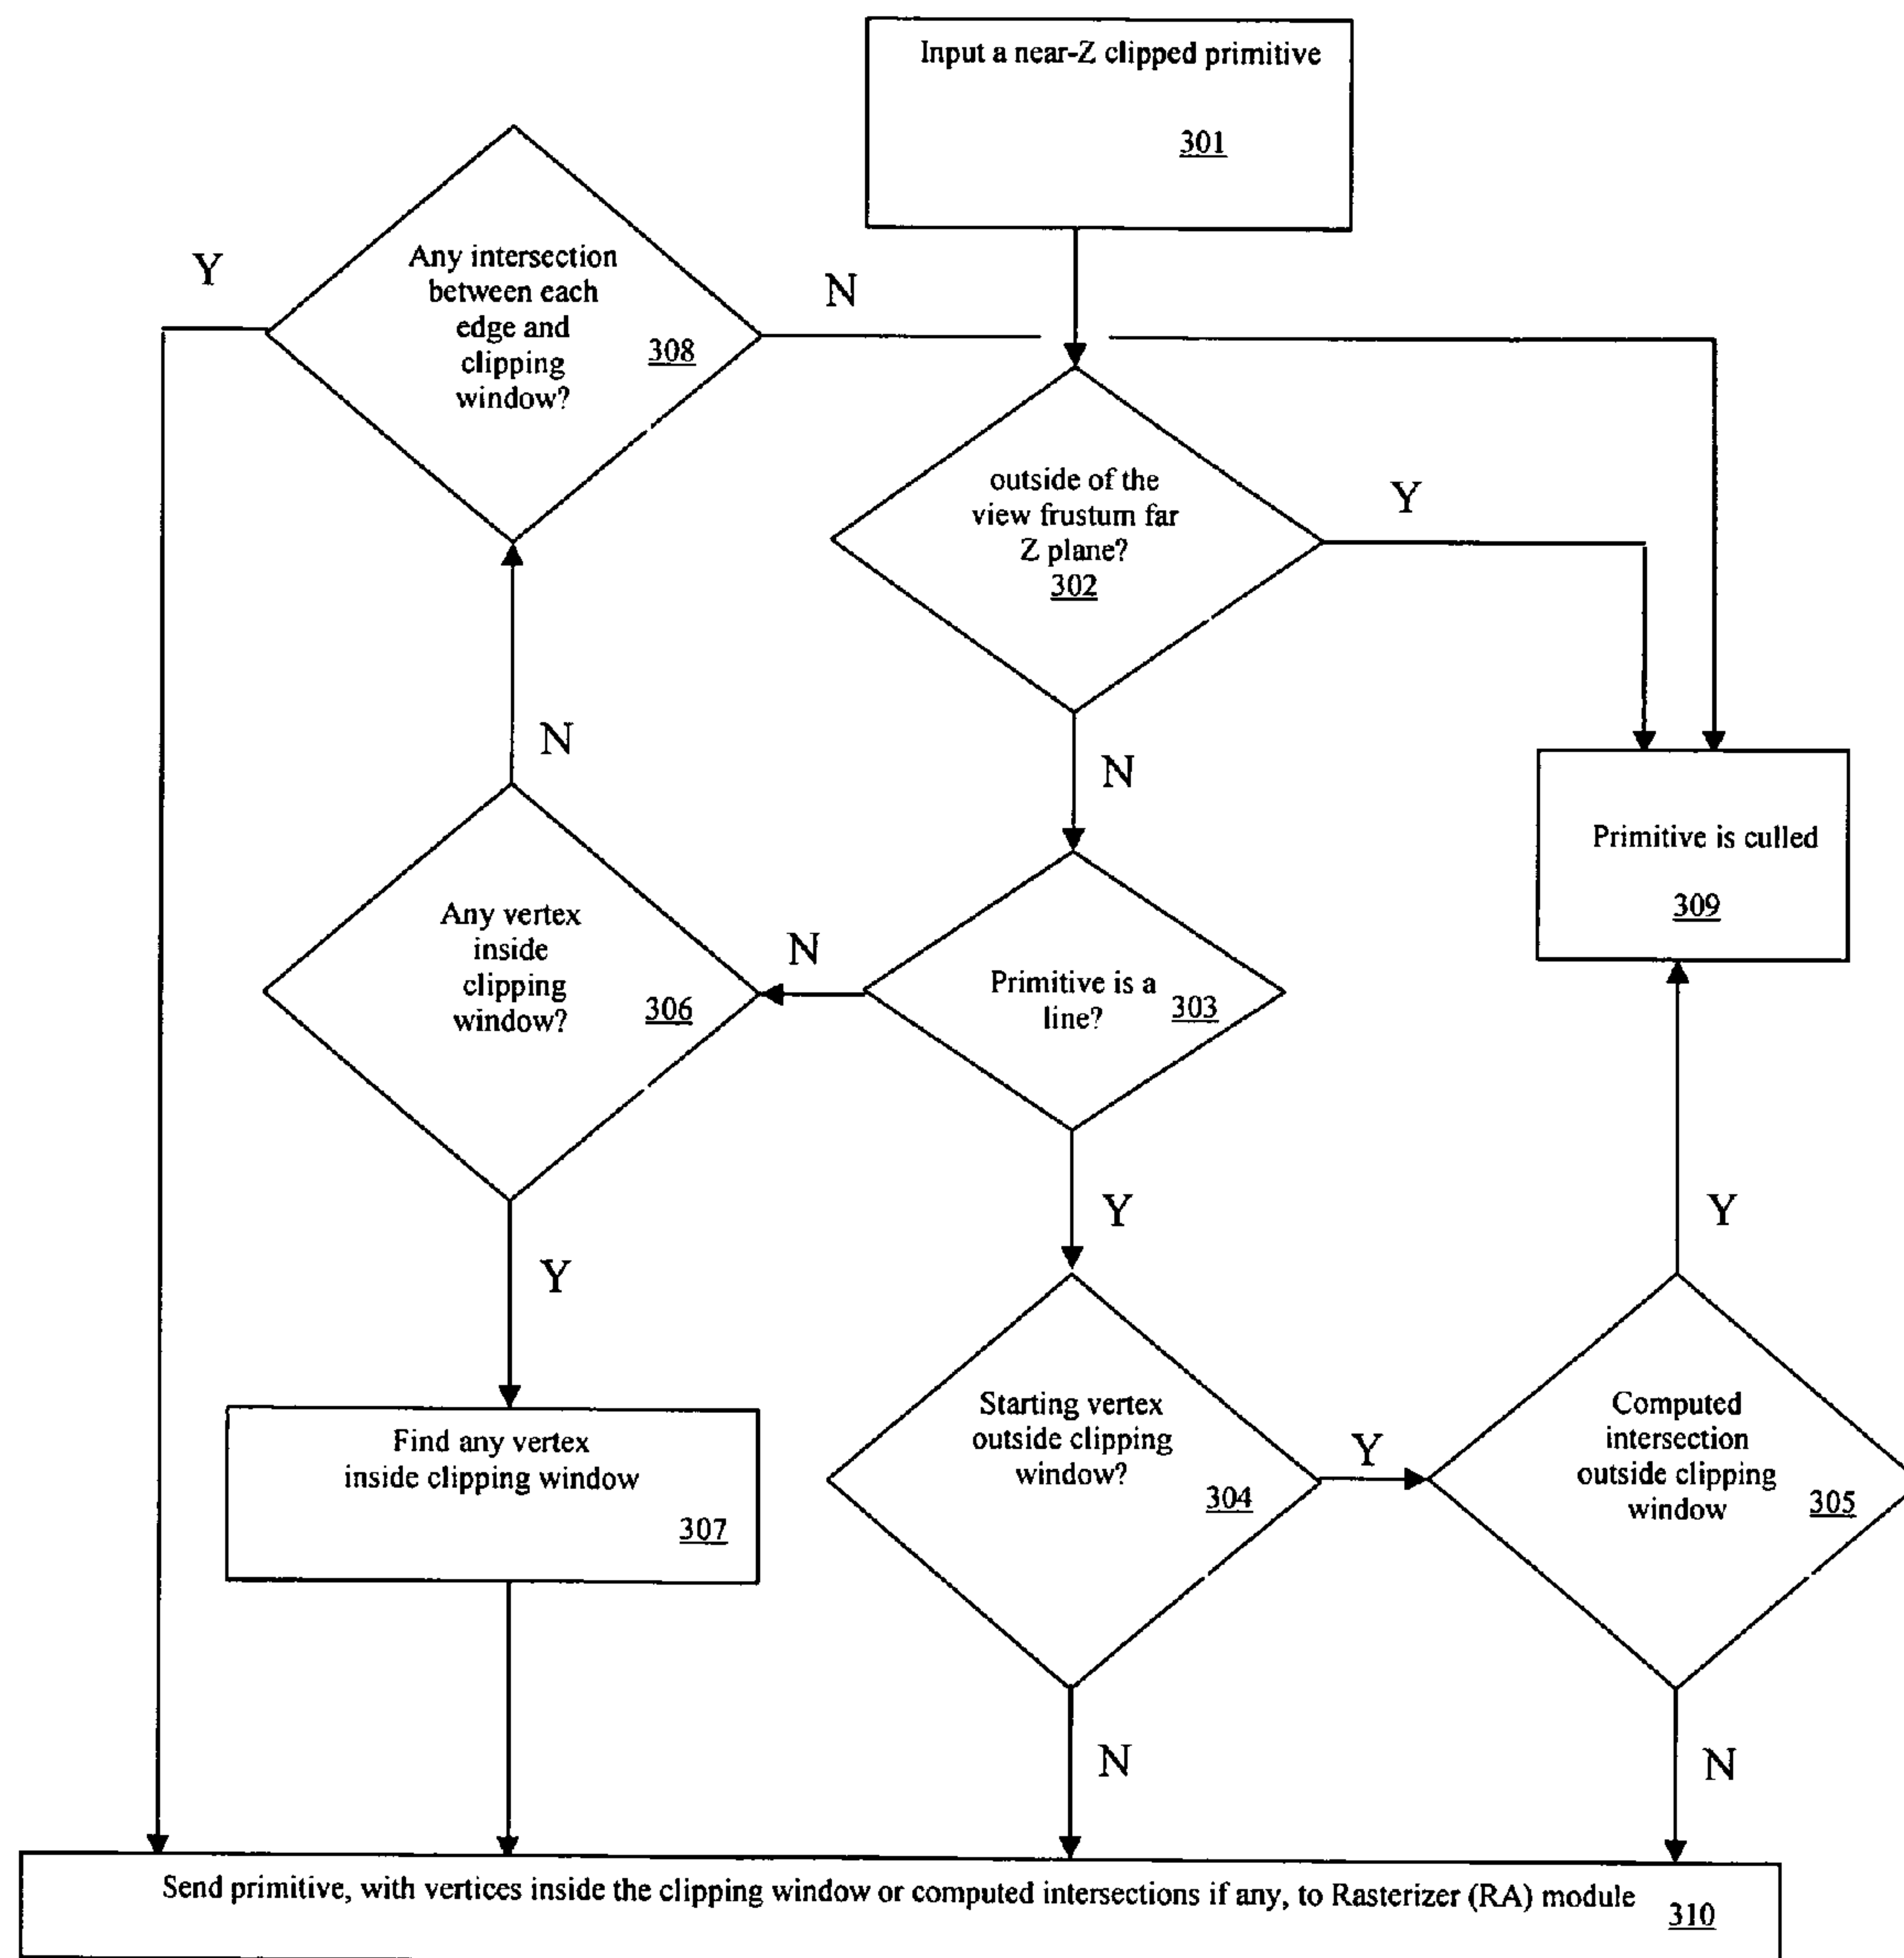 Input a near-Z clipped primitive
301
Any intersection
between each
edge and
clipping
window?
308
Y
N
outside of the
view frustum far
Z plane?
302
Y
N
Primitive is culled
309
N
Any vertex
inside
clipping
window?
306
N
Primitive is a
line?
303
Y
Y
Y
Find any vertex
inside clipping window
307
Starting vertex
outside clipping
window?
304
Y
Computed
intersection
outside clipping
window
305
N
N
Send primitive, with vertices inside the clipping window or computed intersections if any, to Rasterizer (RA) module
310